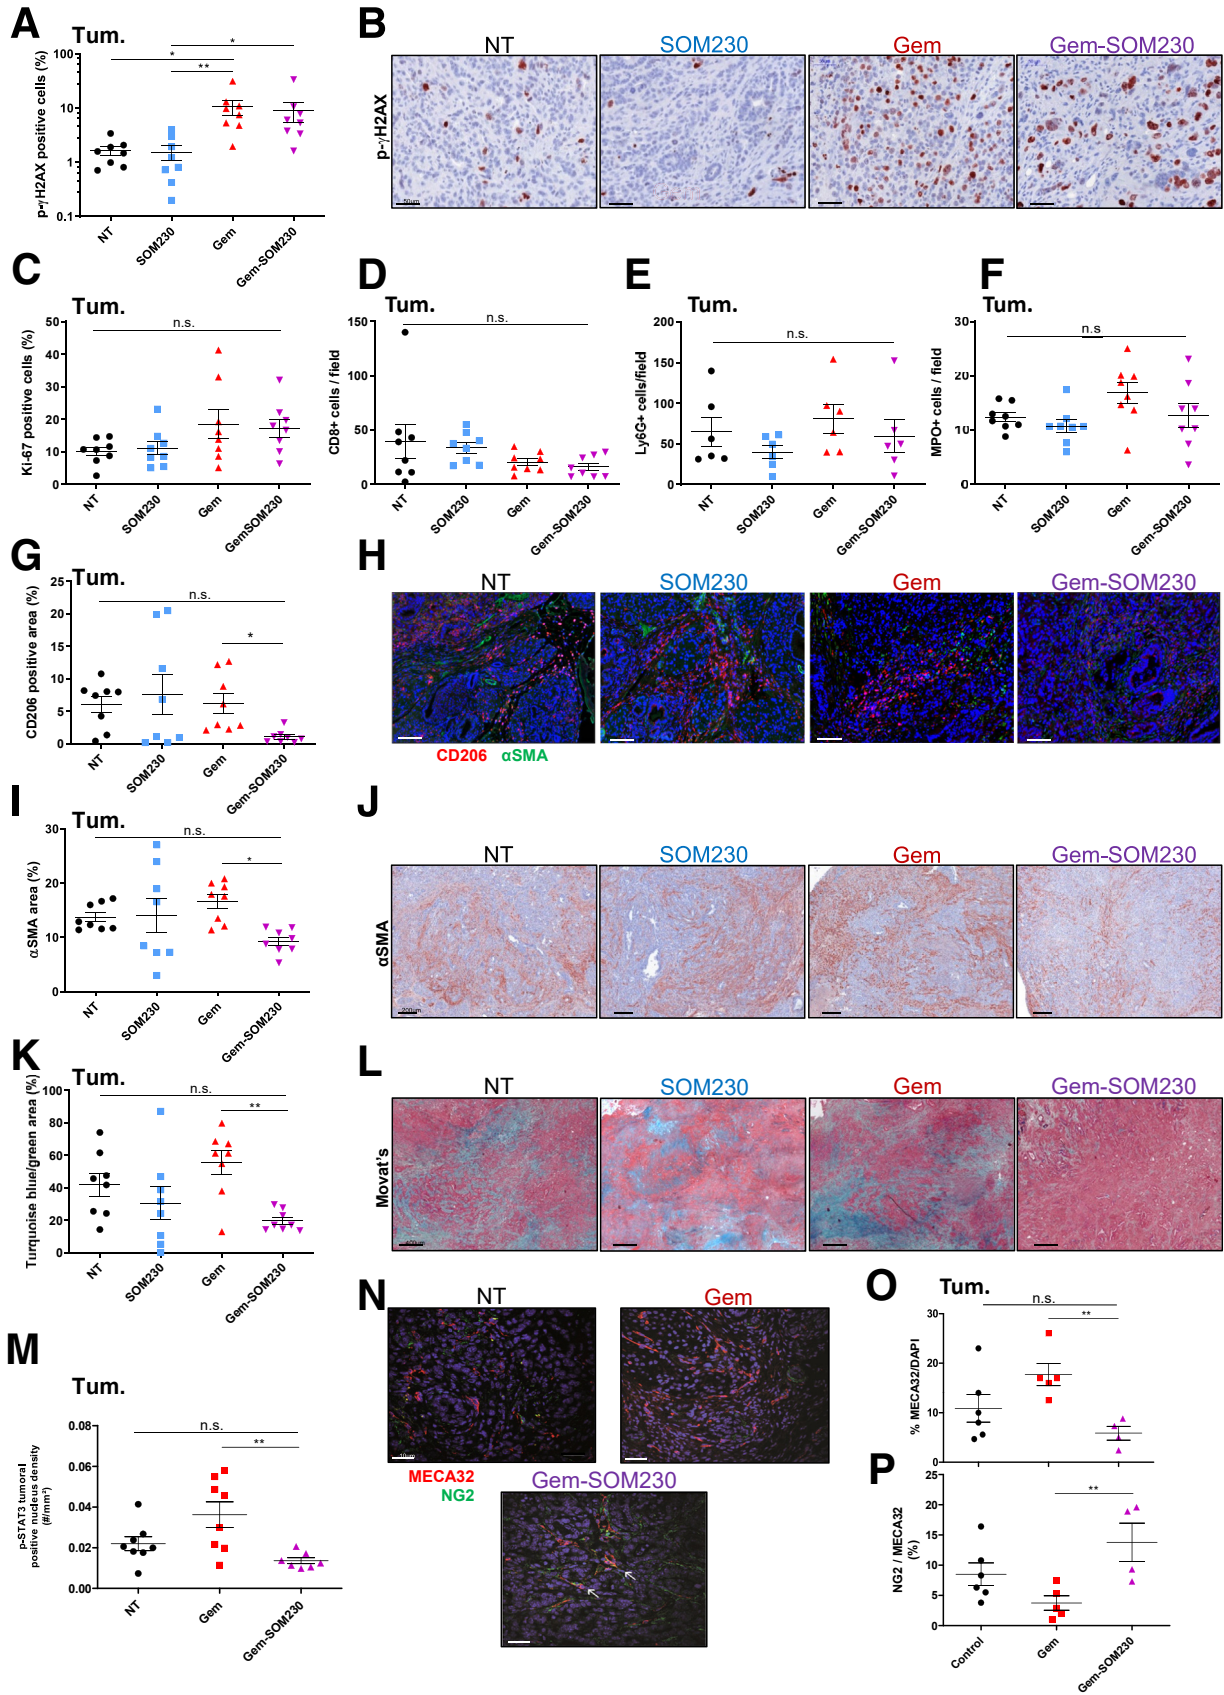 A
Tum.
p-γH2AX positive cells (%)
100
10
1
0.1
*
*
**
NT
SOM230
Gem
Gem-SOM230
B
NT
SOM230
Gem
Gem-SOM230
p-γH2AX
50µm
C
Tum.
Ki-67 positive cells (%)
50
40
30
20
10
0
n.s.
NT
SOM230
Gem
GemSOM230
D
Tum.
CD8+ cells / field
150
100
50
0
n.s.
NT
SOM230
Gem
Gem-SOM230
E
Tum.
Ly6G+ cells/field
200
150
100
50
0
n.s.
NT
SOM230
Gem
Gem-SOM230
F
Tum.
MPO+ cells / field
30
20
10
0
n.s
NT
SOM230
Gem
Gem-SOM230
G
Tum.
CD206 positive area (%)
25
20
15
10
5
0
n.s.
*
NT
SOM230
Gem
Gem-SOM230
H
NT
SOM230
Gem
Gem-SOM230
CD206 αSMA
I
Tum.
αSMA area (%)
30
20
10
0
n.s.
*
NT
SOM230
Gem
Gem-SOM230
J
NT
SOM230
Gem
Gem-SOM230
αSMA
200µm
K
Tum.
Turquoise blue/green area (%)
100
80
60
40
20
0
n.s.
**
NT
SOM230
Gem
Gem-SOM230
L
NT
SOM230
Gem
Gem-SOM230
Movat's
M
Tum.
p-STAT3 tumoral
positive nucleus density
(#/mm²)
0.08
0.06
0.04
0.02
0.00
n.s.
**
NT
Gem
Gem-SOM230
N
NT
Gem
MECA32
NG2
Gem-SOM230
O
Tum.
% MECA32/DAPI
30
20
10
0
n.s.
**
P
NG2 / MECA32
(%)
25
20
15
10
5
0
**
Control
Gem
Gem-SOM230